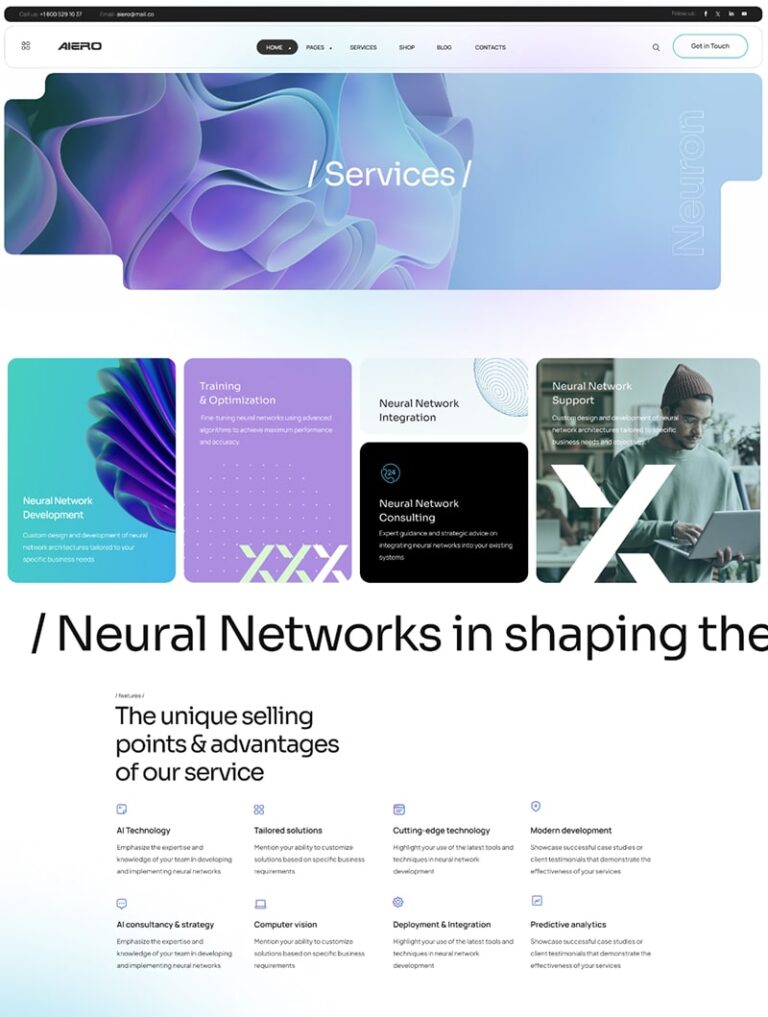 Call us: +1 800 529 10 37 Email: aiero@mail.co Follow us:
AIERO HOME PAGES SERVICES SHOP BLOG CONTACTS Get in Touch
/ Services /
Neuron
Neural Network
Development
Custom design and development of neural
network architectures tailored to your
specific business needs
Training
& Optimization
Fine-tuning neural networks using advanced
algorithms to achieve maximum performance
and accuracy.
Neural Network
Integration
24
Neural Network
Consulting
Expert guidance and strategic advice on
integrating neural networks into your existing
systems
Neural Network
Support
Custom design and development of neural
network architectures tailored to specific
business needs and objectives
/ Neural Networks in shaping the
/ features /
The unique selling
points & advantages
of our service
AI Technology
Emphasize the expertise and
knowledge of your team in developing
and implementing neural networks
Tailored solutions
Mention your ability to customize
solutions based on specific business
requirements
Cutting-edge technology
Highlight your use of the latest tools and
techniques in neural network
development
Modern development
Showcase successful case studies or
client testimonials that demonstrate the
effectiveness of your services
AI consultancy & strategy
Emphasize the expertise and
knowledge of your team in developing
and implementing neural networks
Computer vision
Mention your ability to customize
solutions based on specific business
requirements
Deployment & Integration
Highlight your use of the latest tools and
techniques in neural network
development
Predictive analytics
Showcase successful case studies or
client testimonials that demonstrate the
effectiveness of your services